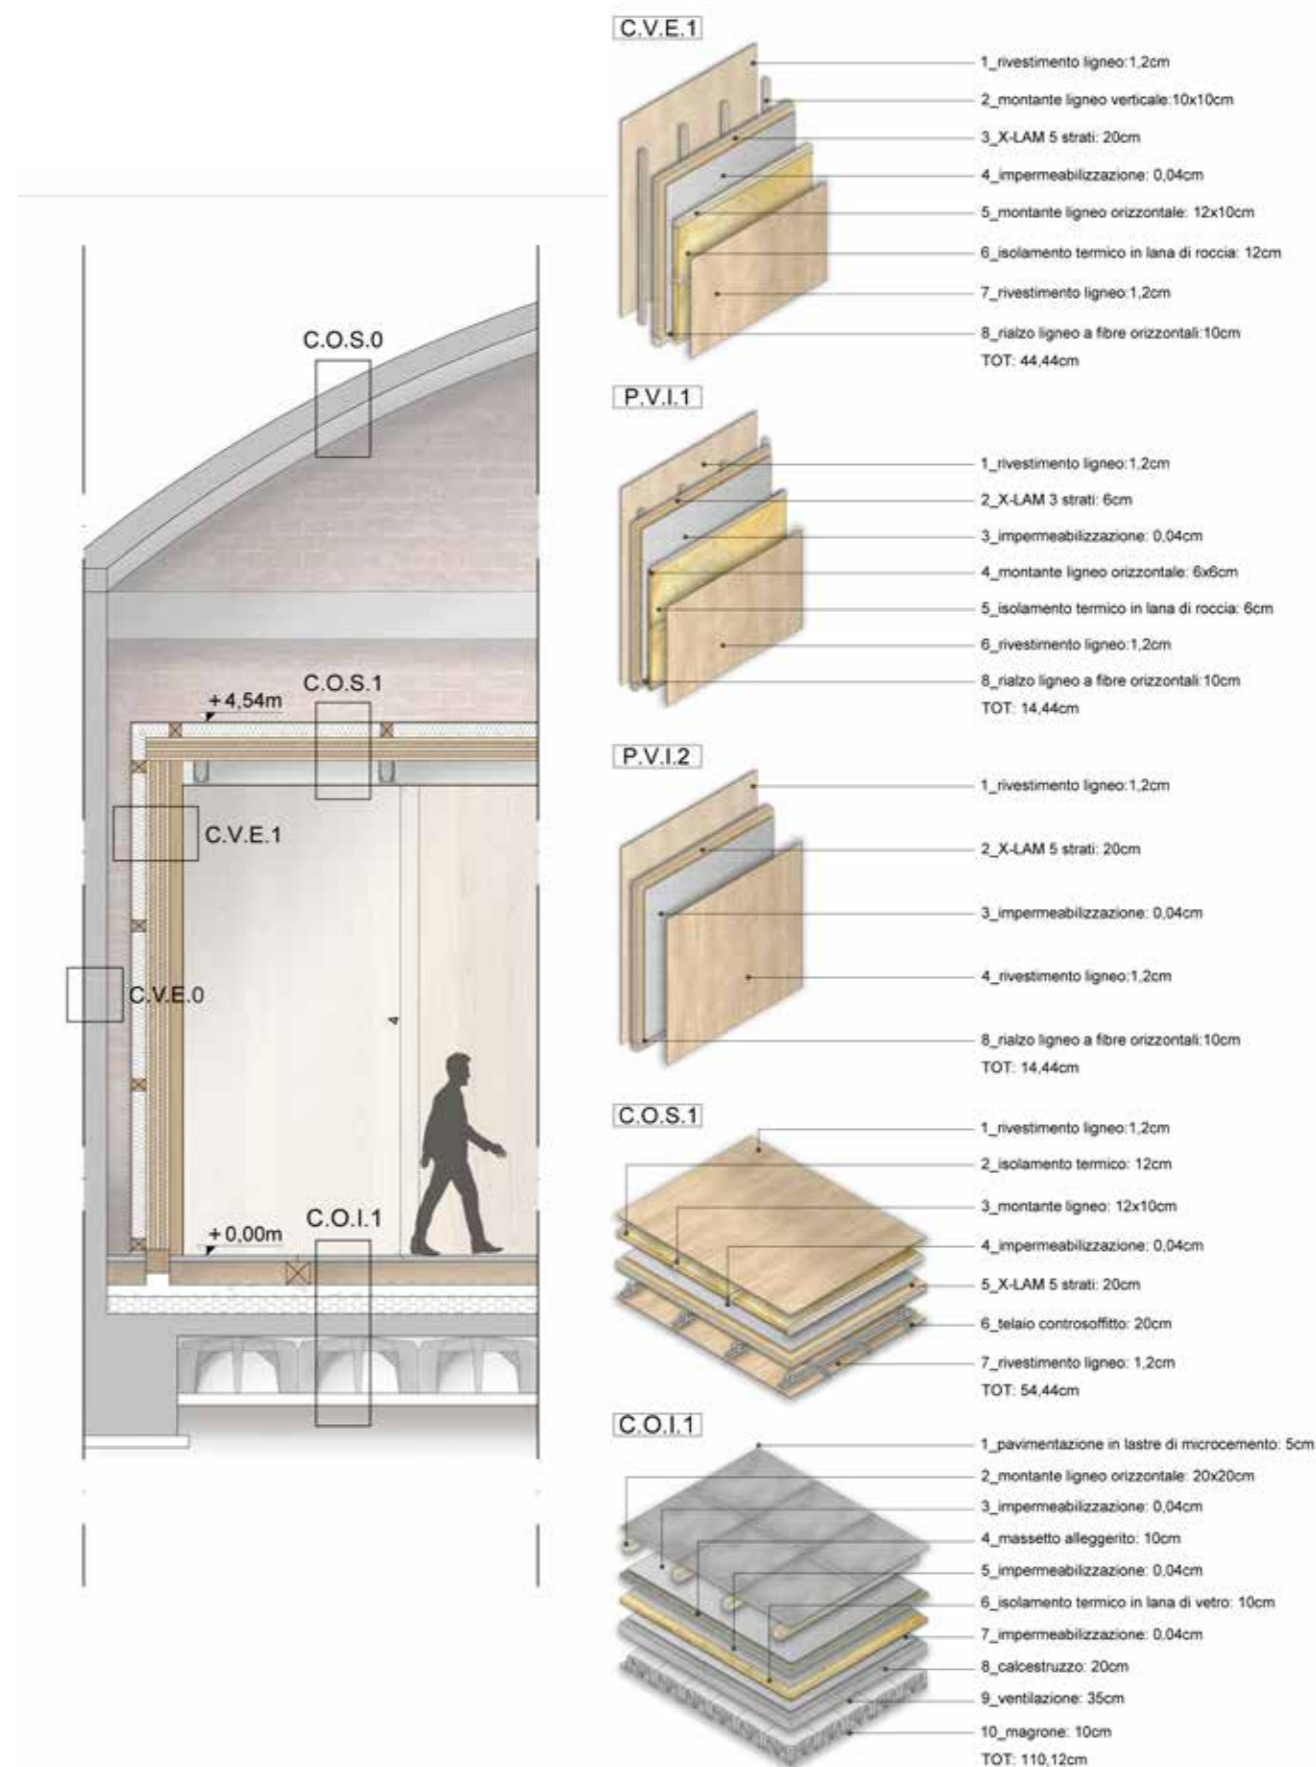 C.O.S.0
C.O.S.1
+4,54m
C.V.E.1
C.V.E.0
4
C.O.I.1
+0,00m
C.V.E.1
1_rivestimento ligneo:1,2cm
2_montante ligneo verticale:10x10cm
3_X-LAM 5 strati: 20cm
4_impermeabilizzazione: 0,04cm
5_montante ligneo orizzontale: 12x10cm
6_isolamento termico in lana di roccia: 12cm
7_rivestimento ligneo:1,2cm
8_rialzo ligneo a fibre orizzontali:10cm
TOT: 44,44cm
P.V.I.1
1_rivestimento ligneo:1,2cm
2_X-LAM 3 strati: 6cm
3_impermeabilizzazione: 0,04cm
4_montante ligneo orizzontale: 6x6cm
5_isolamento termico in lana di roccia: 6cm
6_rivestimento ligneo:1,2cm
8_rialzo ligneo a fibre orizzontali:10cm
TOT: 14,44cm
P.V.I.2
1_rivestimento ligneo:1,2cm
2_X-LAM 5 strati: 20cm
3_impermeabilizzazione: 0,04cm
4_rivestimento ligneo:1,2cm
8_rialzo ligneo a fibre orizzontali:10cm
TOT: 14,44cm
C.O.S.1
1_rivestimento ligneo:1,2cm
2_isolamento termico: 12cm
3_montante ligneo: 12x10cm
4_impermeabilizzazione: 0,04cm
5_X-LAM 5 strati: 20cm
6_telaio controsoffitto: 20cm
7_rivestimento ligneo: 1,2cm
TOT: 54,44cm
C.O.I.1
1_pavimentazione in lastre di microcemento: 5cm
2_montante ligneo orizzontale: 20x20cm
3_impermeabilizzazione: 0,04cm
4_massetto alleggerito: 10cm
5_impermeabilizzazione: 0,04cm
6_isolamento termico in lana di vetro: 10cm
7_impermeabilizzazione: 0,04cm
8_calcestruzzo: 20cm
9_ventilazione: 35cm
10_magrone: 10cm
TOT: 110,12cm